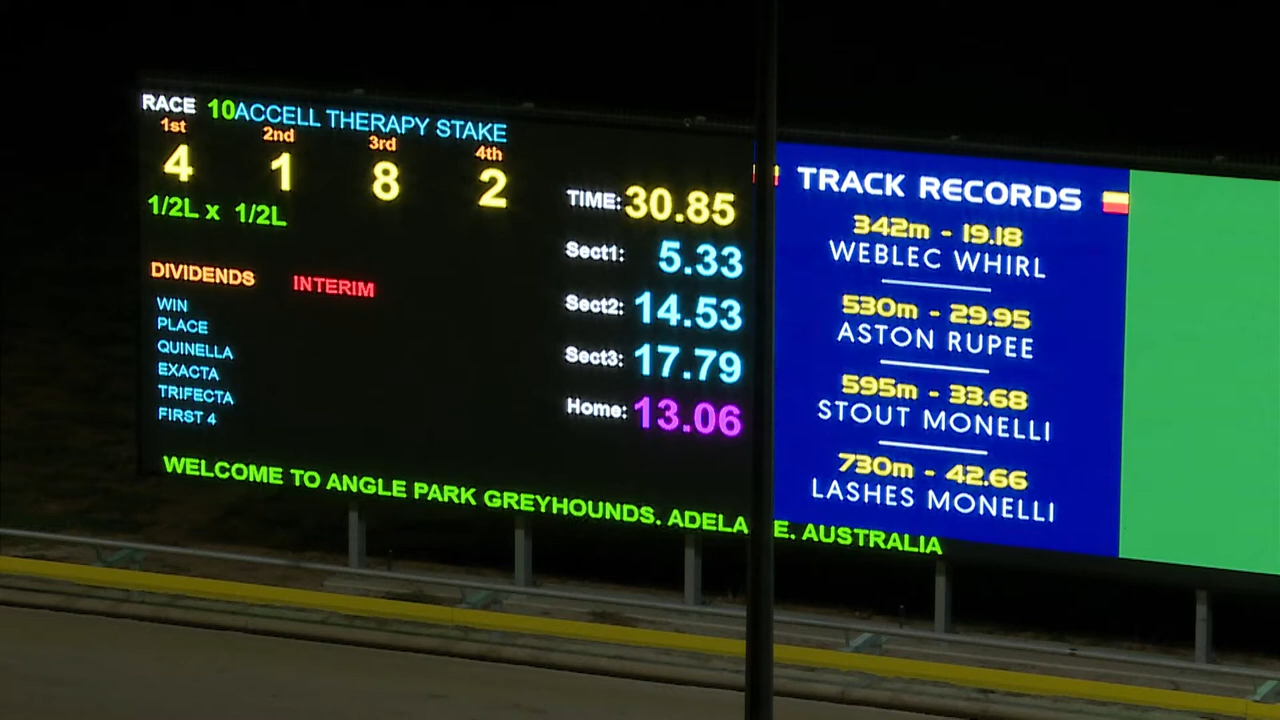 RACE 10ACCELL THERAPY STAKE
1st 2nd 3rd 4th
4 1 8 2
1/2L x 1/2L
DIVIDENDS INTERIM
WIN
PLACE
QUINELLA
EXACTA
TRIFECTA
FIRST 4
TIME: 30.85
Sect1: 5.33
Sect2: 14.53
Sect3: 17.79
Home: 13.06
TRACK RECORDS
342m - 19.18
WEBLEC WHIRL
530m - 29.95
ASTON RUPEE
595m - 33.68
STOUT MONELLI
730m - 42.66
LASHES MONELLI
WELCOME TO ANGLE PARK GREYHOUNDS. ADELA E. AUSTRALIA